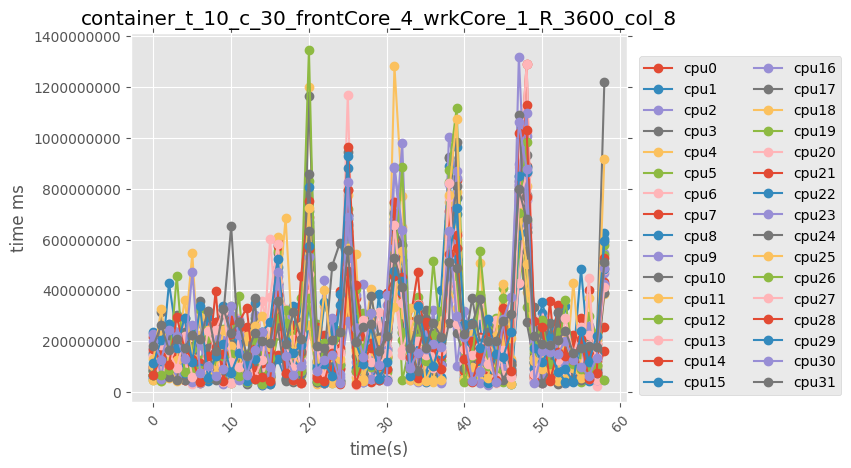 container_t_10_c_30_frontCore_4_wrkCore_1_R_3600_col_8
1400000000
1200000000
1000000000
800000000
600000000
400000000
200000000
0
time ms
0 10 20 30 40 50 60
time(s)
cpu0 cpu16
cpu1 cpu17
cpu2 cpu18
cpu3 cpu19
cpu4 cpu20
cpu5 cpu21
cpu6 cpu22
cpu7 cpu23
cpu8 cpu24
cpu9 cpu25
cpu10 cpu26
cpu11 cpu27
cpu12 cpu28
cpu13 cpu29
cpu14 cpu30
cpu15 cpu31